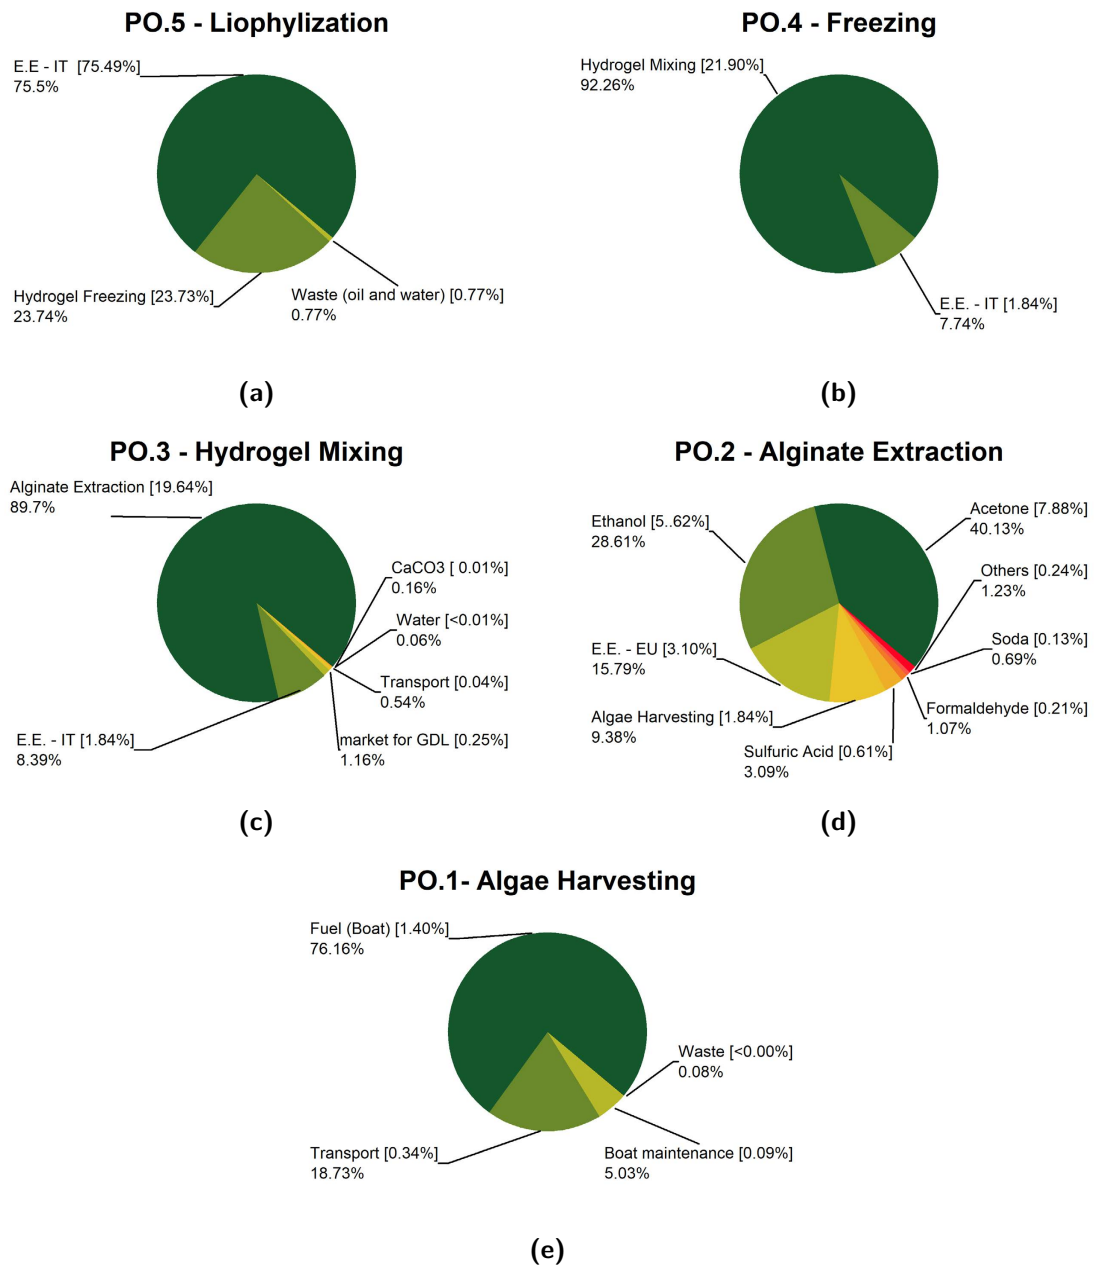 PO.5 - Liophylization
E.E - IT  [75.49%]
75.5%
Hydrogel Freezing [23.73%]
23.74%
Waste (oil and water) [0.77%]
0.77%
(a)
PO.4 - Freezing
Hydrogel Mixing [21.90%]
92.26%
E.E. - IT [1.84%]
7.74%
(b)
PO.3 - Hydrogel Mixing
Alginate Extraction [19.64%]
89.7%
CaCO3 [ 0.01%]
0.16%
Water [<0.01%]
0.06%
Transport [0.04%]
0.54%
E.E. - IT [1.84%]
8.39%
market for GDL [0.25%]
1.16%
(c)
PO.2 - Alginate Extraction
Ethanol [5..62%]
28.61%
Acetone [7.88%]
40.13%
Others [0.24%]
1.23%
Soda [0.13%]
0.69%
E.E. - EU [3.10%]
15.79%
Formaldehyde [0.21%]
1.07%
Algae Harvesting [1.84%]
9.38%
Sulfuric Acid [0.61%]
3.09%
(d)
PO.1- Algae Harvesting
Fuel (Boat) [1.40%]
76.16%
Waste [<0.00%]
0.08%
Transport [0.34%]
18.73%
Boat maintenance [0.09%]
5.03%
(e)